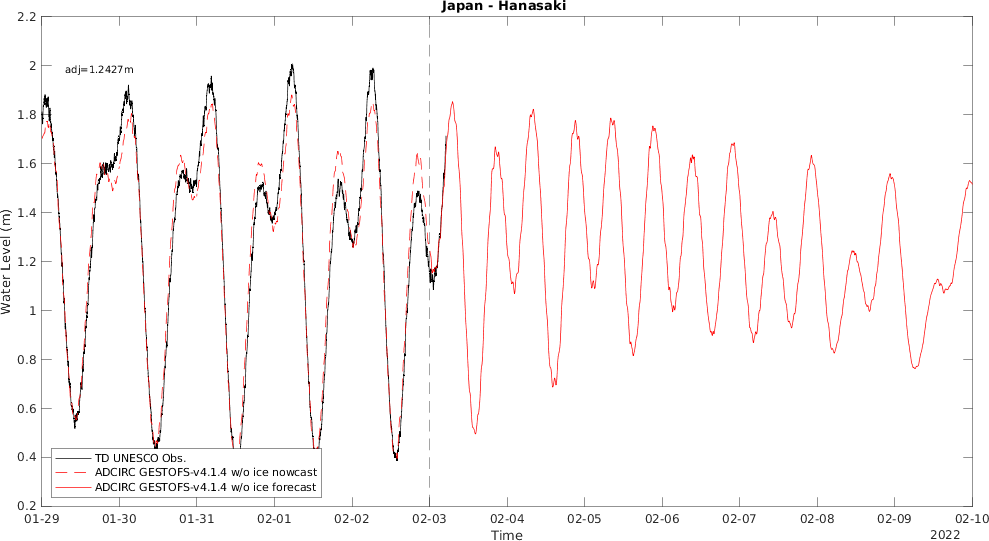 Japan - Hanasaki
2.2
2
1.8
1.6
1.4
1.2
1
0.8
0.6
0.4
0.2
Water Level (m)
adj=1.2427m
TD UNESCO Obs.
ADCIRC GESTOFS-v4.1.4 w/o ice nowcast
ADCIRC GESTOFS-v4.1.4 w/o ice forecast
01-29 01-30 01-31 02-01 02-02 02-03 02-04 02-05 02-06 02-07 02-08 02-09 02-10
Time
2022